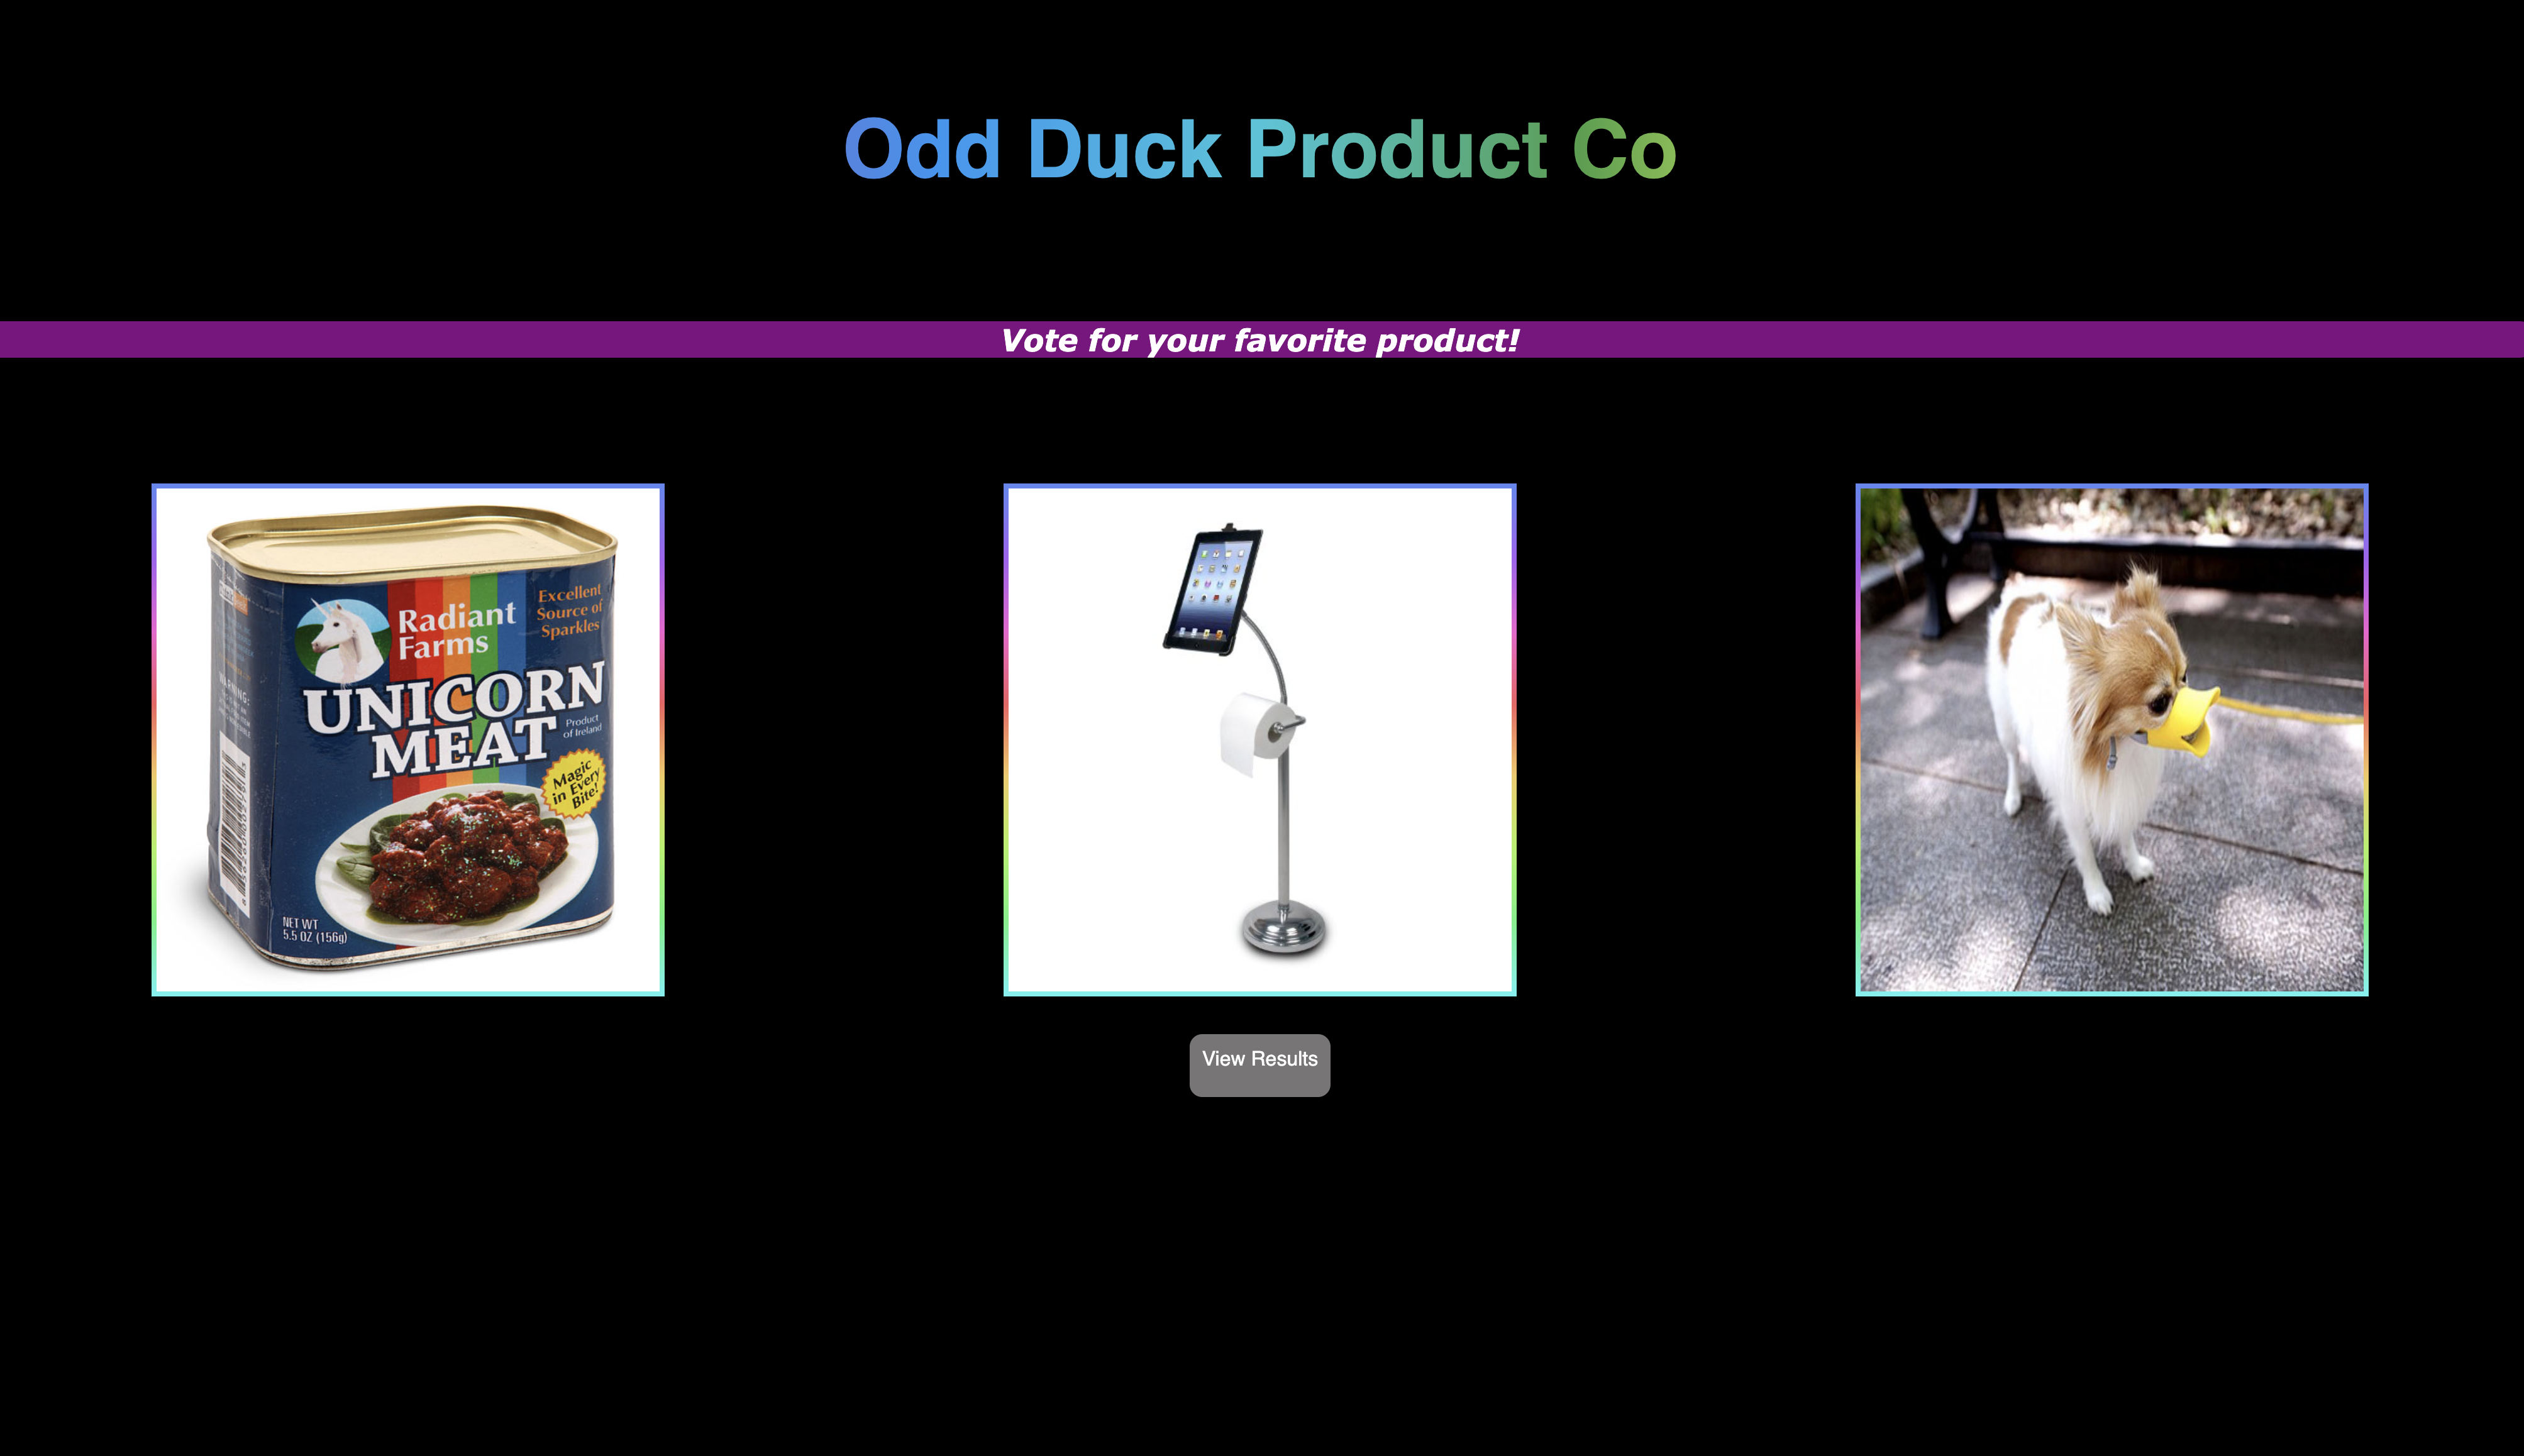 Odd Duck Product Co
Vote for your favorite product!
Radiant
Farms
Excellent
Source of
Sparkles
UNICORN
MEAT
Product
of Ireland
Magic
in Every
Bite!
WARNING:
NET WT
5.5 OZ (156g)
View Results